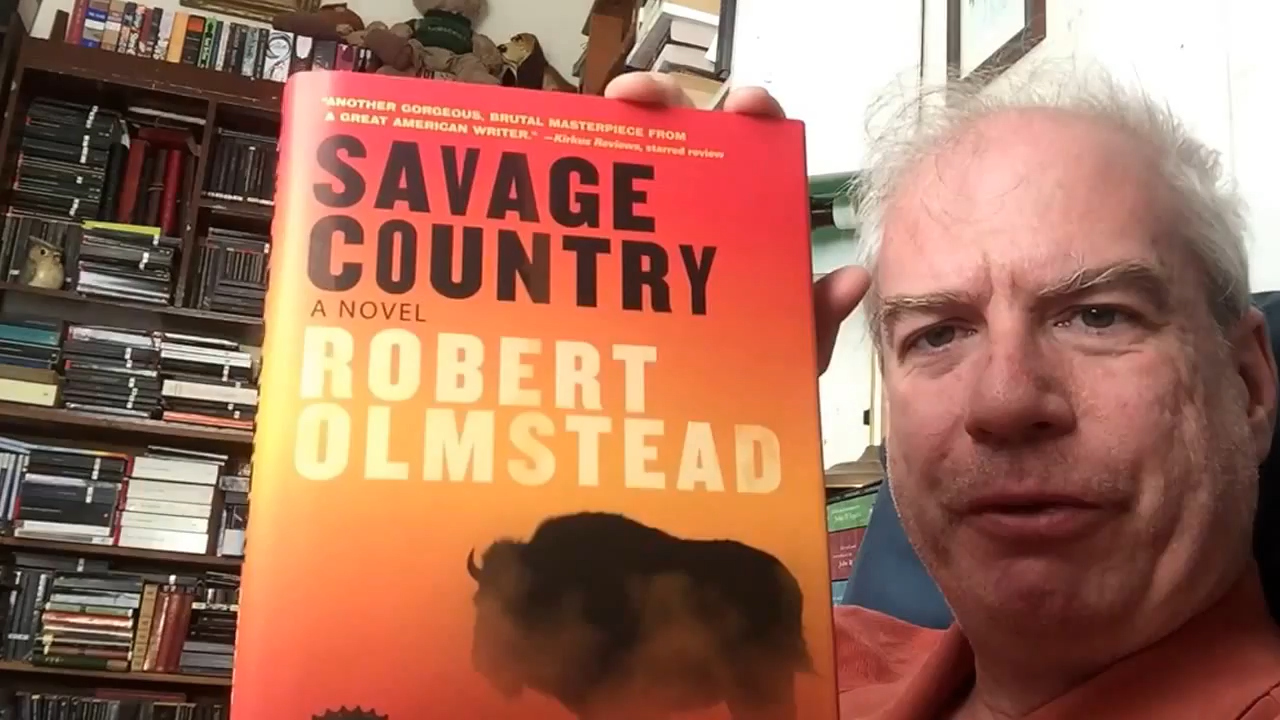 "ANOTHER GORGEOUS, BRUTAL MASTERPIECE FROM
A GREAT AMERICAN WRITER." —Kirkus Reviews, starred review
SAVAGE
COUNTRY
A NOVEL
ROBERT
OLMSTEAD